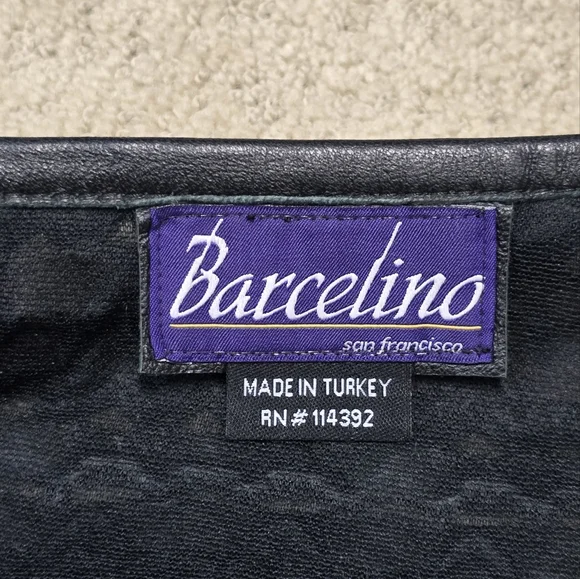 Barcelino
san francisco
MADE IN TURKEY
RN # 114392